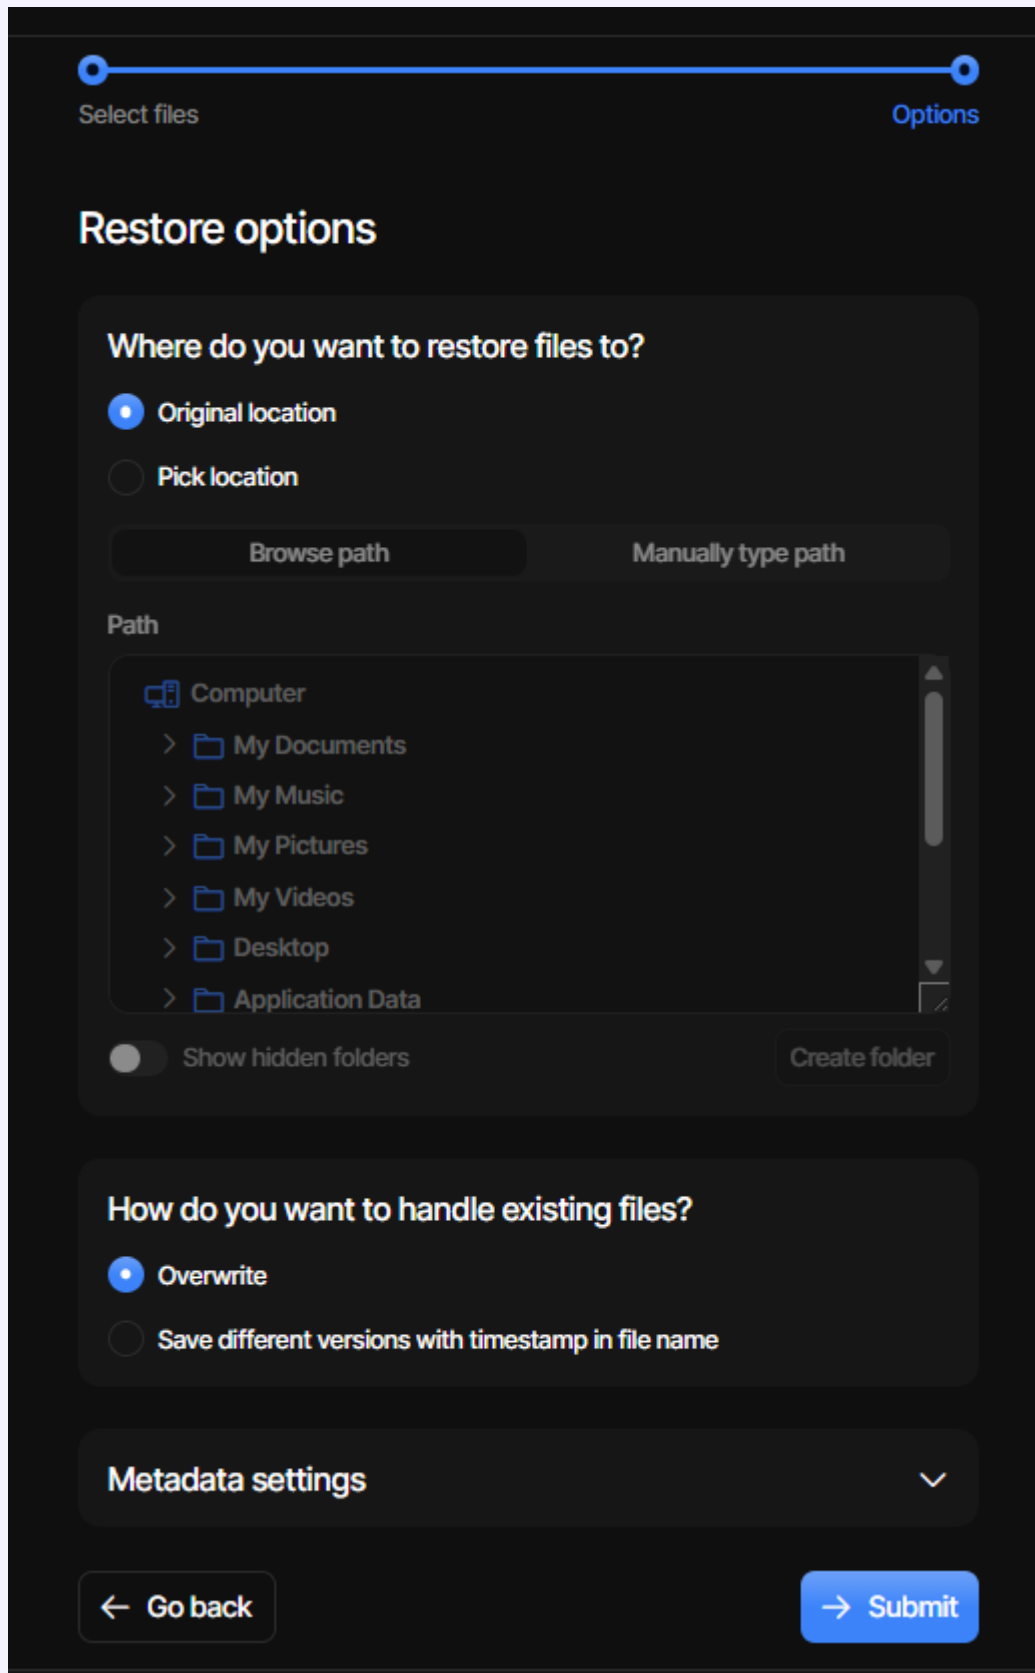 Select files
Options
Restore options
Where do you want to restore files to?
Original location
Pick location
Browse path
Manually type path
Path
Computer
My Documents
My Music
My Pictures
My Videos
Desktop
Application Data
Show hidden folders
Create folder
How do you want to handle existing files?
Overwrite
Save different versions with timestamp in file name
Metadata settings
Go back
Submit